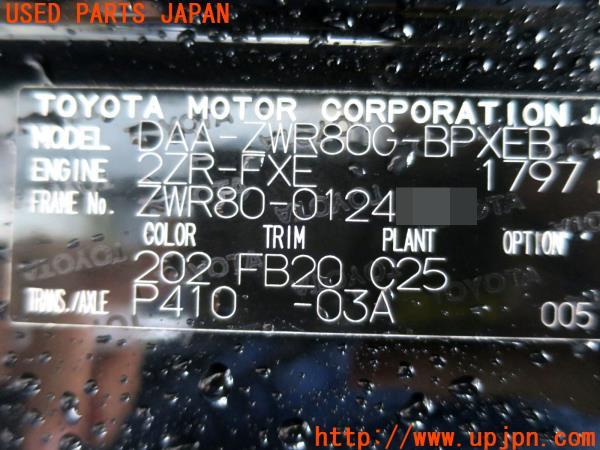 USED PARTS JAPAN
TOYOTA MOTOR CORPORATION JA
MODEL DAA-ZWR80G-BPXEB
ENGINE 2ZR-FXE 1797
FRAME No. ZWR80-0124
COLOR TRIM PLANT OPTION
202 FB20 C25
TRANS./AXLE P410 -03A 005
http://www.upjpn.com